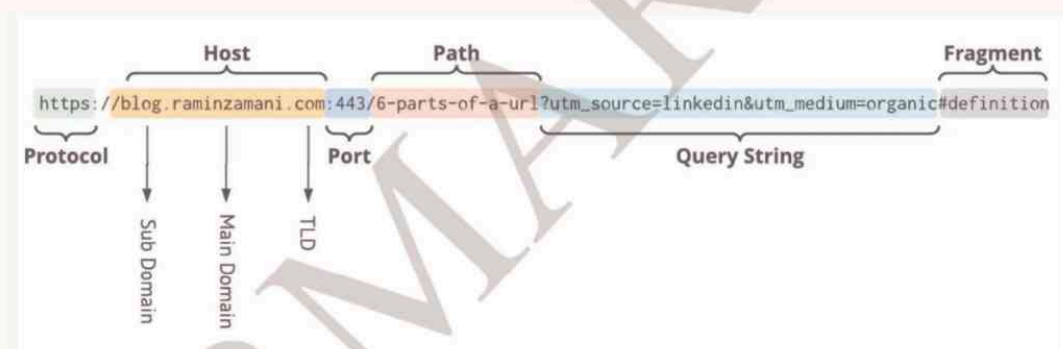 Host Path Fragment
https://blog.raminzamani.com:443/6-parts-of-a-url?utm_source=linkedin&utm_medium=organic#definition
Protocol Port Query String
Sub Domain
Main Domain
TLD